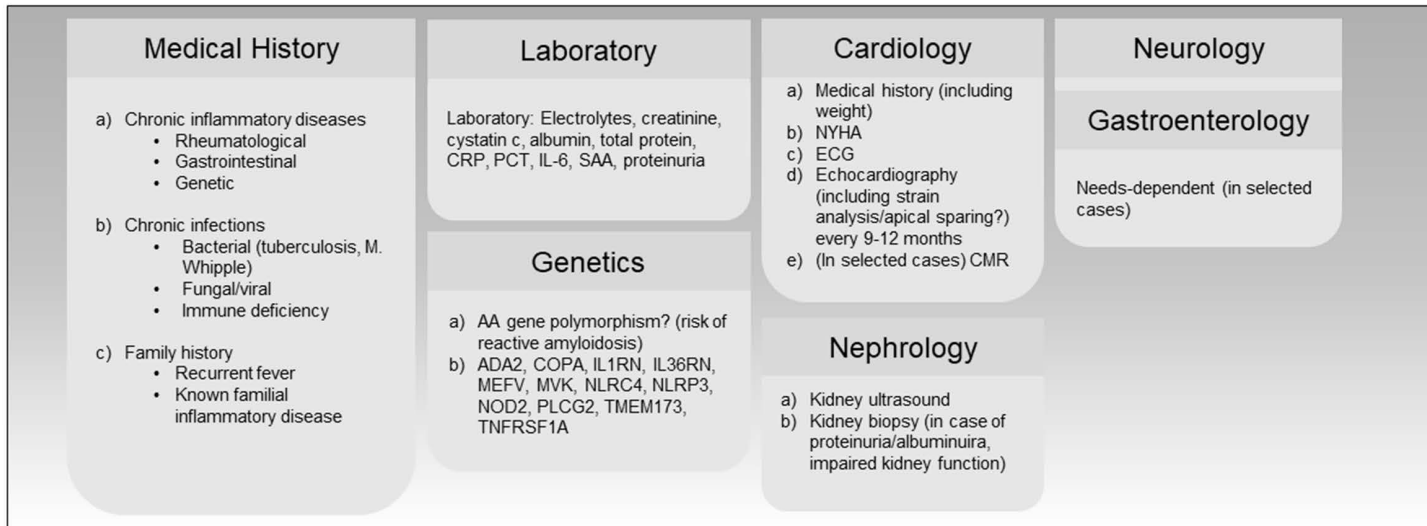 Medical History
a) Chronic inflammatory diseases
• Rheumatological
• Gastrointestinal
• Genetic
b) Chronic infections
• Bacterial (tuberculosis, M.
Whipple)
• Fungal/viral
• Immune deficiency
c) Family history
• Recurrent fever
• Known familial
inflammatory disease
Laboratory
Laboratory: Electrolytes, creatinine,
cystatin c, albumin, total protein,
CRP, PCT, IL-6, SAA, proteinuria
Genetics
a) AA gene polymorphism? (risk of
reactive amyloidosis)
b) ADA2, COPA, IL1RN, IL36RN,
MEFV, MVK, NLRC4, NLRP3,
NOD2, PLCG2, TMEM173,
TNFRSF1A
Cardiology
a) Medical history (including
weight)
b) NYHA
c) ECG
d) Echocardiography
(including strain
analysis/apical sparing?)
every 9-12 months
e) (In selected cases) CMR
Nephrology
a) Kidney ultrasound
b) Kidney biopsy (in case of
proteinuria/albuminuira,
impaired kidney function)
Neurology
Gastroenterology
Needs-dependent (in selected
cases)